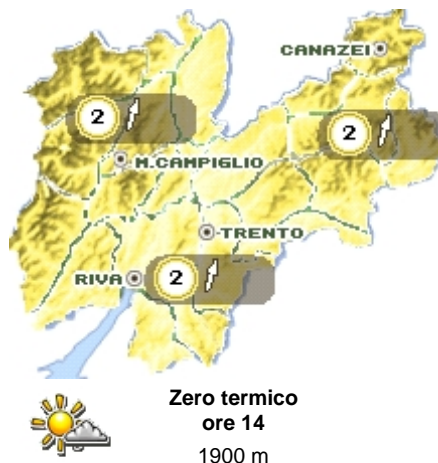 CANAZEI
2
2
M.CAMPIGLIO
TRENTO
RIVA
2
Zero termico
ore 14
1900 m